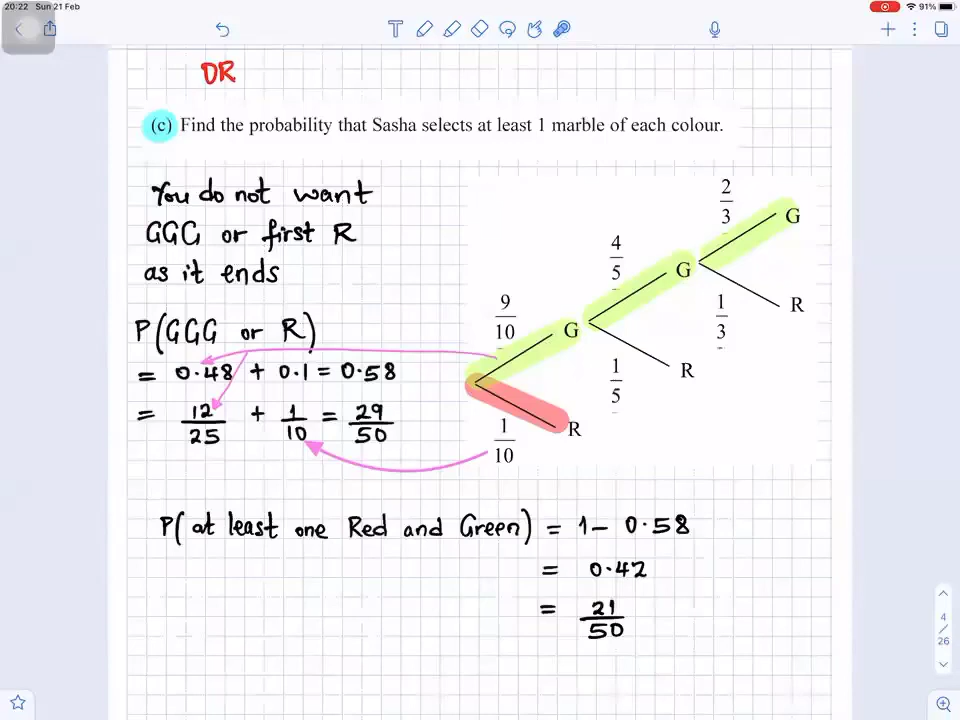 20:22 Sun 21 Feb
91%
OR
(c) Find the probability that Sasha selects at least 1 marble of each colour.
You do not want
GGG or first R
as it ends
P(GGG or R)
= 0.48 + 0.1 = 0.58
= 12/25 + 1/10 = 29/50
2/3
G
4/5
G
9/10
G
1/3
R
1/5
R
1/10
R
P(at least one Red and Green) = 1 - 0.58
= 0.42
= 21/50
4
/
26